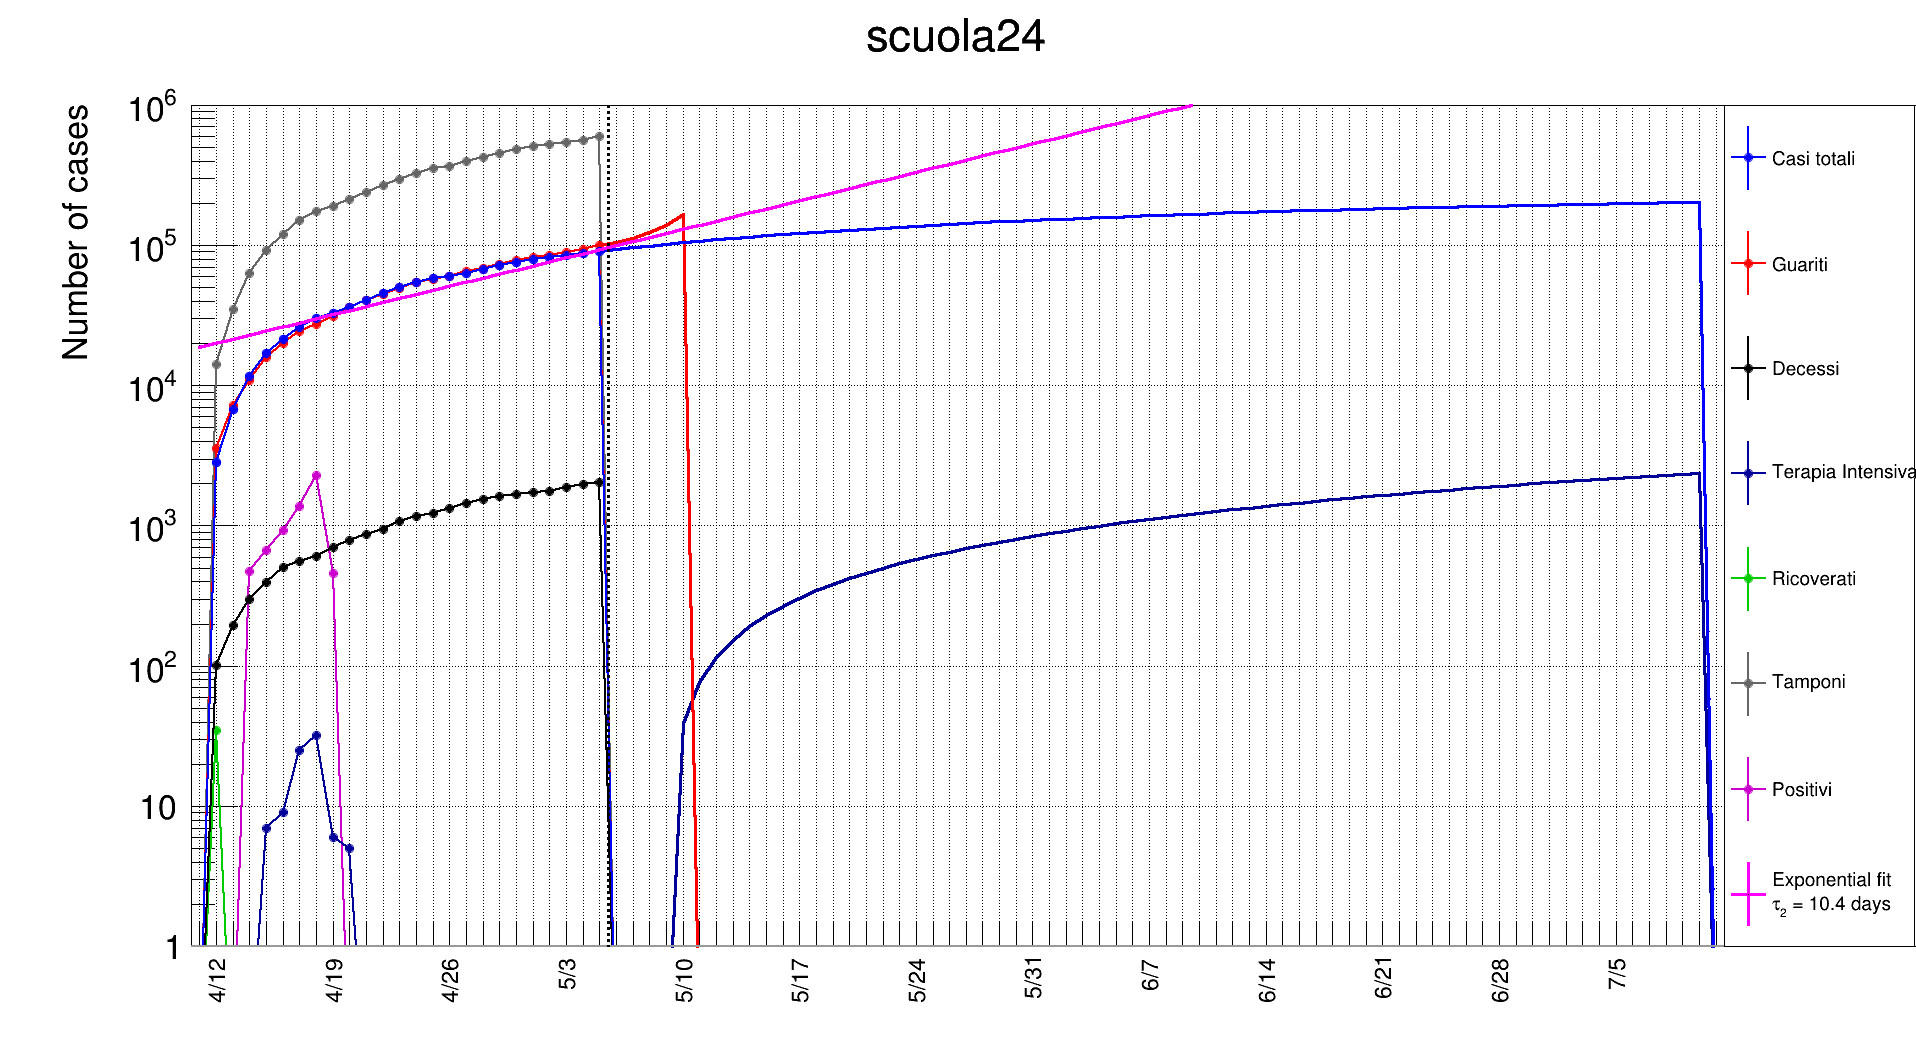 scuola24
Number of cases
10^6
10^5
10^4
10^3
10^2
10
1
4/12
4/19
4/26
5/3
5/10
5/17
5/24
5/31
6/7
6/14
6/21
6/28
7/5
Casi totali
Guariti
Decessi
Terapia Intensiva
Ricoverati
Tamponi
Positivi
Exponential fit
τ_2 = 10.4 days